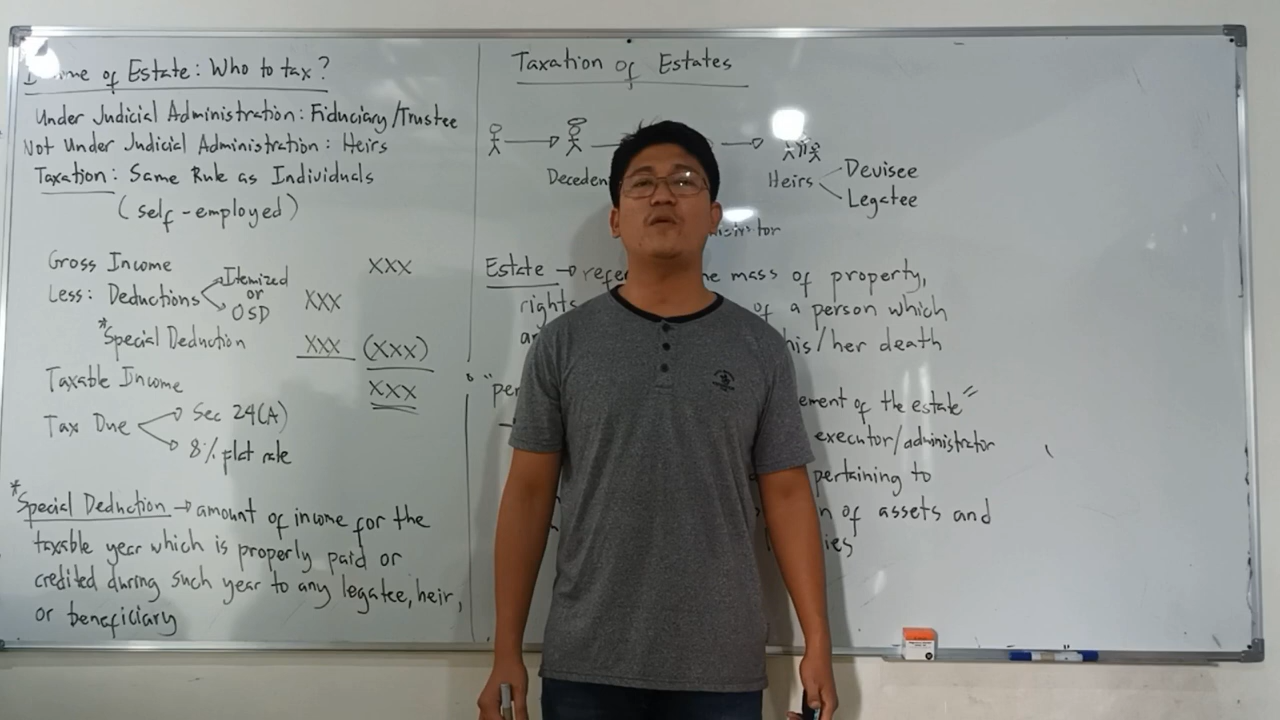 of Estate: Who to tax?
Under Judicial Administration: Fiduciary/Trustee
Not Under Judicial Administration: Heirs
Taxation: Same Rule as Individuals
(self-employed)
Gross Income XXX
Less: Deductions Itemized
or
OSD XXX
*Special Deduction XXX (XXX)
Taxable Income XXX
Tax Due Sec 24(A)
8% flat rate
*Special Deduction → amount of income for the
taxable year which is properly paid or
credited during such year to any legatee, heir,
or beneficiary
Taxation of Estates
Heirs Devisee
Legatee
Estate → mass of property,
rights of a person which
his/her death
of the estate"
executor/administrator
pertaining to
of assets and